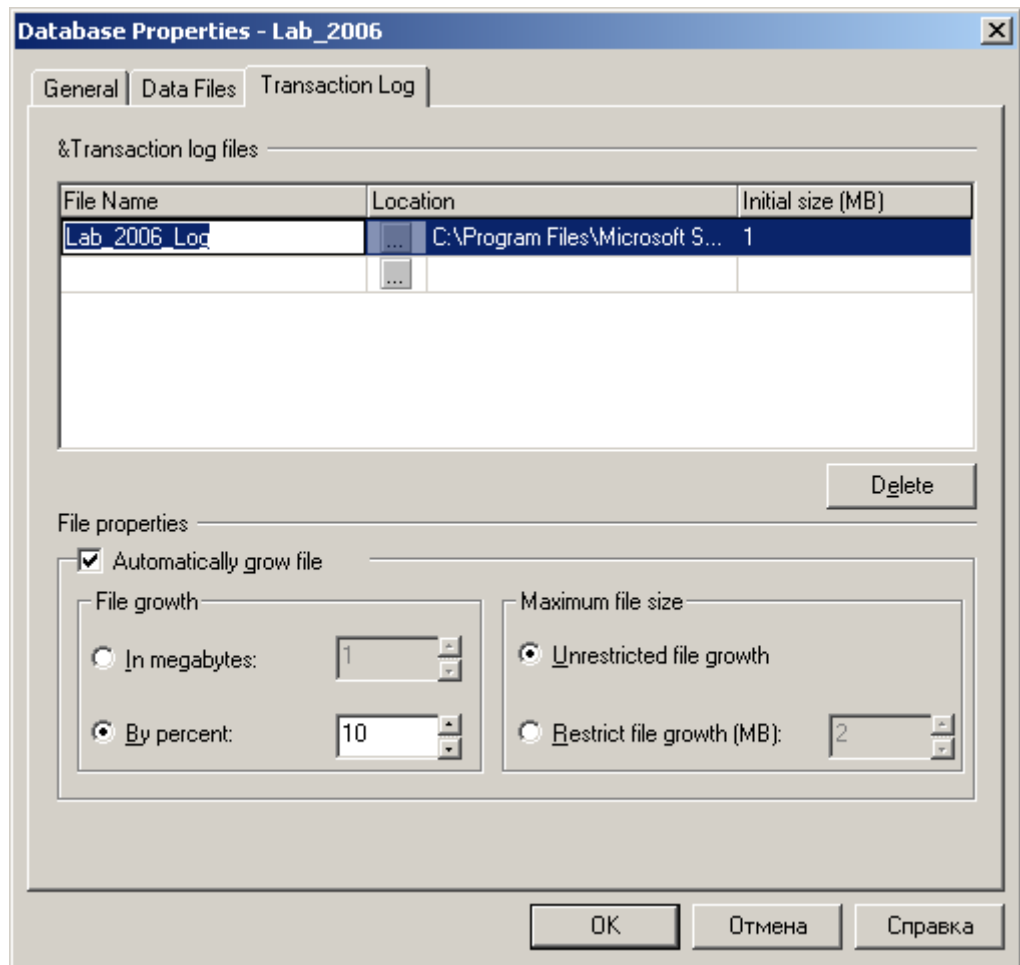 Database Properties - Lab_2006
General Data Files Transaction Log
&Transaction log files
File Name Location Initial size (MB)
Lab_2006_Log ... C:\Program Files\Microsoft S... 1
...
Delete
File properties
Automatically grow file
File growth Maximum file size
In megabytes: 1 Unrestricted file growth
By percent: 10 Restrict file growth (MB): 2
OK Отмена Справка